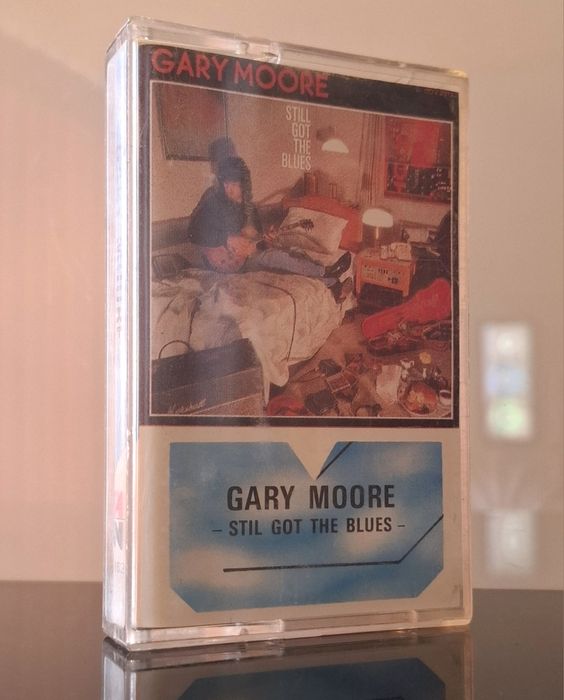 GARY MOORE
STILL
GOT
THE
BLUES
GARY MOORE
– STIL GOT THE BLUES –